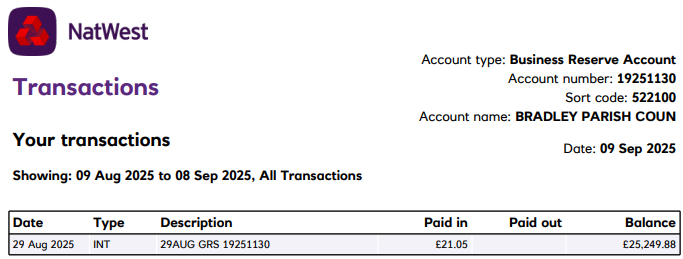 NatWest
Account type: Business Reserve Account
Account number: 19251130
Sort code: 522100
Account name: BRADLEY PARISH COUN
Transactions
Your transactions
Date: 09 Sep 2025
Showing: 09 Aug 2025 to 08 Sep 2025, All Transactions
Date Type Description Paid in Paid out Balance
29 Aug 2025 INT 29AUG GRS 19251130 £21.05 £25,249.88